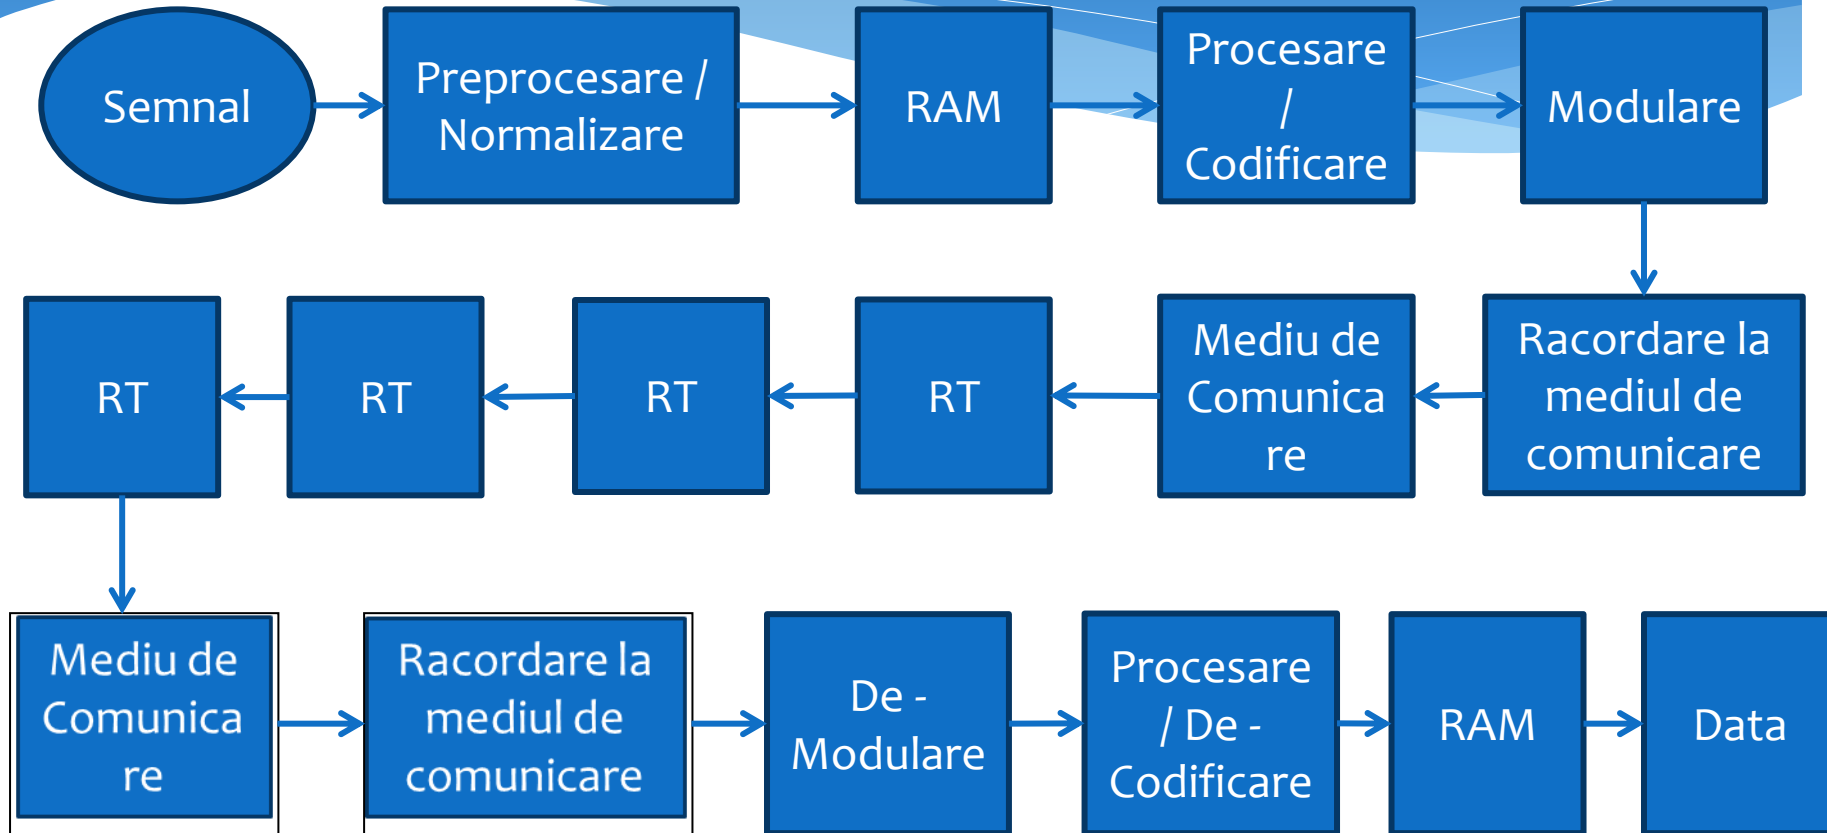 Semnal
Preprocesare /
Normalizare
RAM
Procesare
/
Codificare
Modulare
RT
RT
RT
RT
Mediu de
Comunica
re
Racordare la
mediul de
comunicare
Mediu de
Comunica
re
Racordare la
mediul de
comunicare
De -
Modulare
Procesare
/ De -
Codificare
RAM
Data